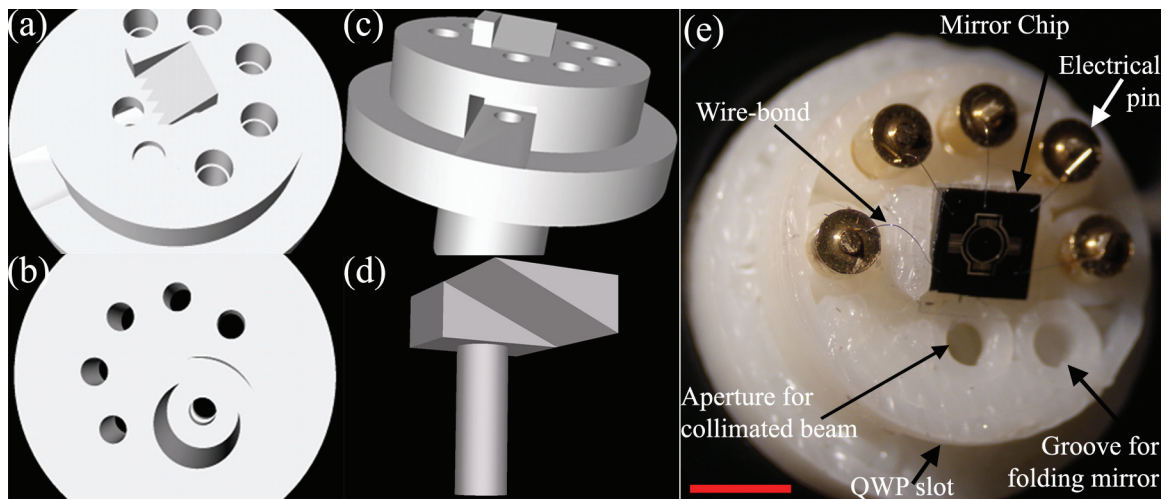 (a)
(c)
(e)
Mirror Chip
Electrical
pin
Wire-bond
(b)
(d)
Aperture for
collimated beam
Groove for
folding mirror
QWP slot